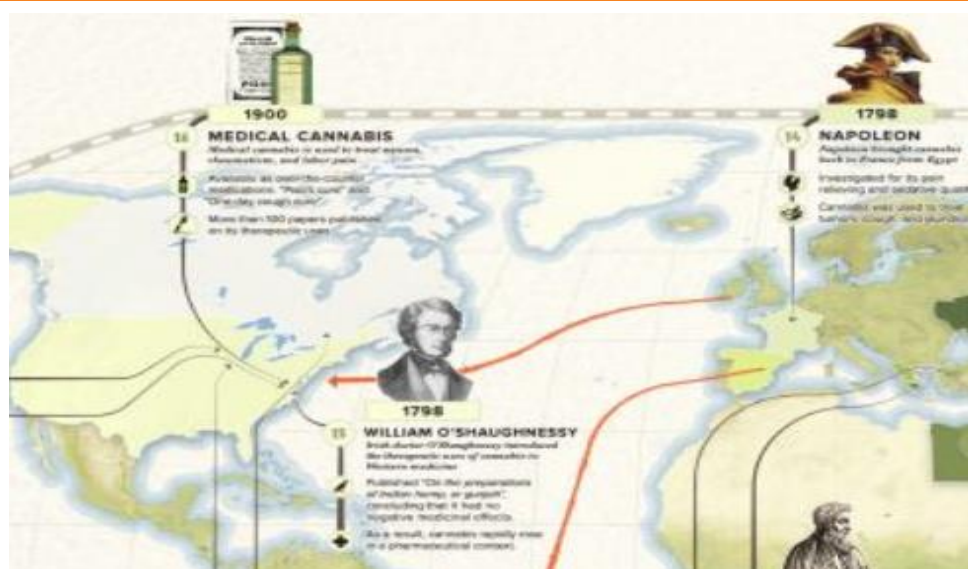 1900
16 MEDICAL CANNABIS
Medical cannabis is used to treat
rheumatism, and labor pain
Available as over-the-counter
medications: "Piso's cure" and
"One day cough cure"
More than 100 papers published
on its therapeutic uses
1798
14 NAPOLEON
Napoleon brought cannabis
back to France from Egypt
Investigated for its pain
relieving and sedative
Cannabis was used to treat
tumors, cough, and
1798
15 WILLIAM O'SHAUGHNESSY
Irish doctor O'Shaughnessy introduced
the therapeutic uses of cannabis to
Western medicine
Published "On the preparations
of Indian hemp, or gunjah",
concluding that it had no
negative medicinal effects.
As a result, cannabis rapidly rose
in a pharmaceutical context.